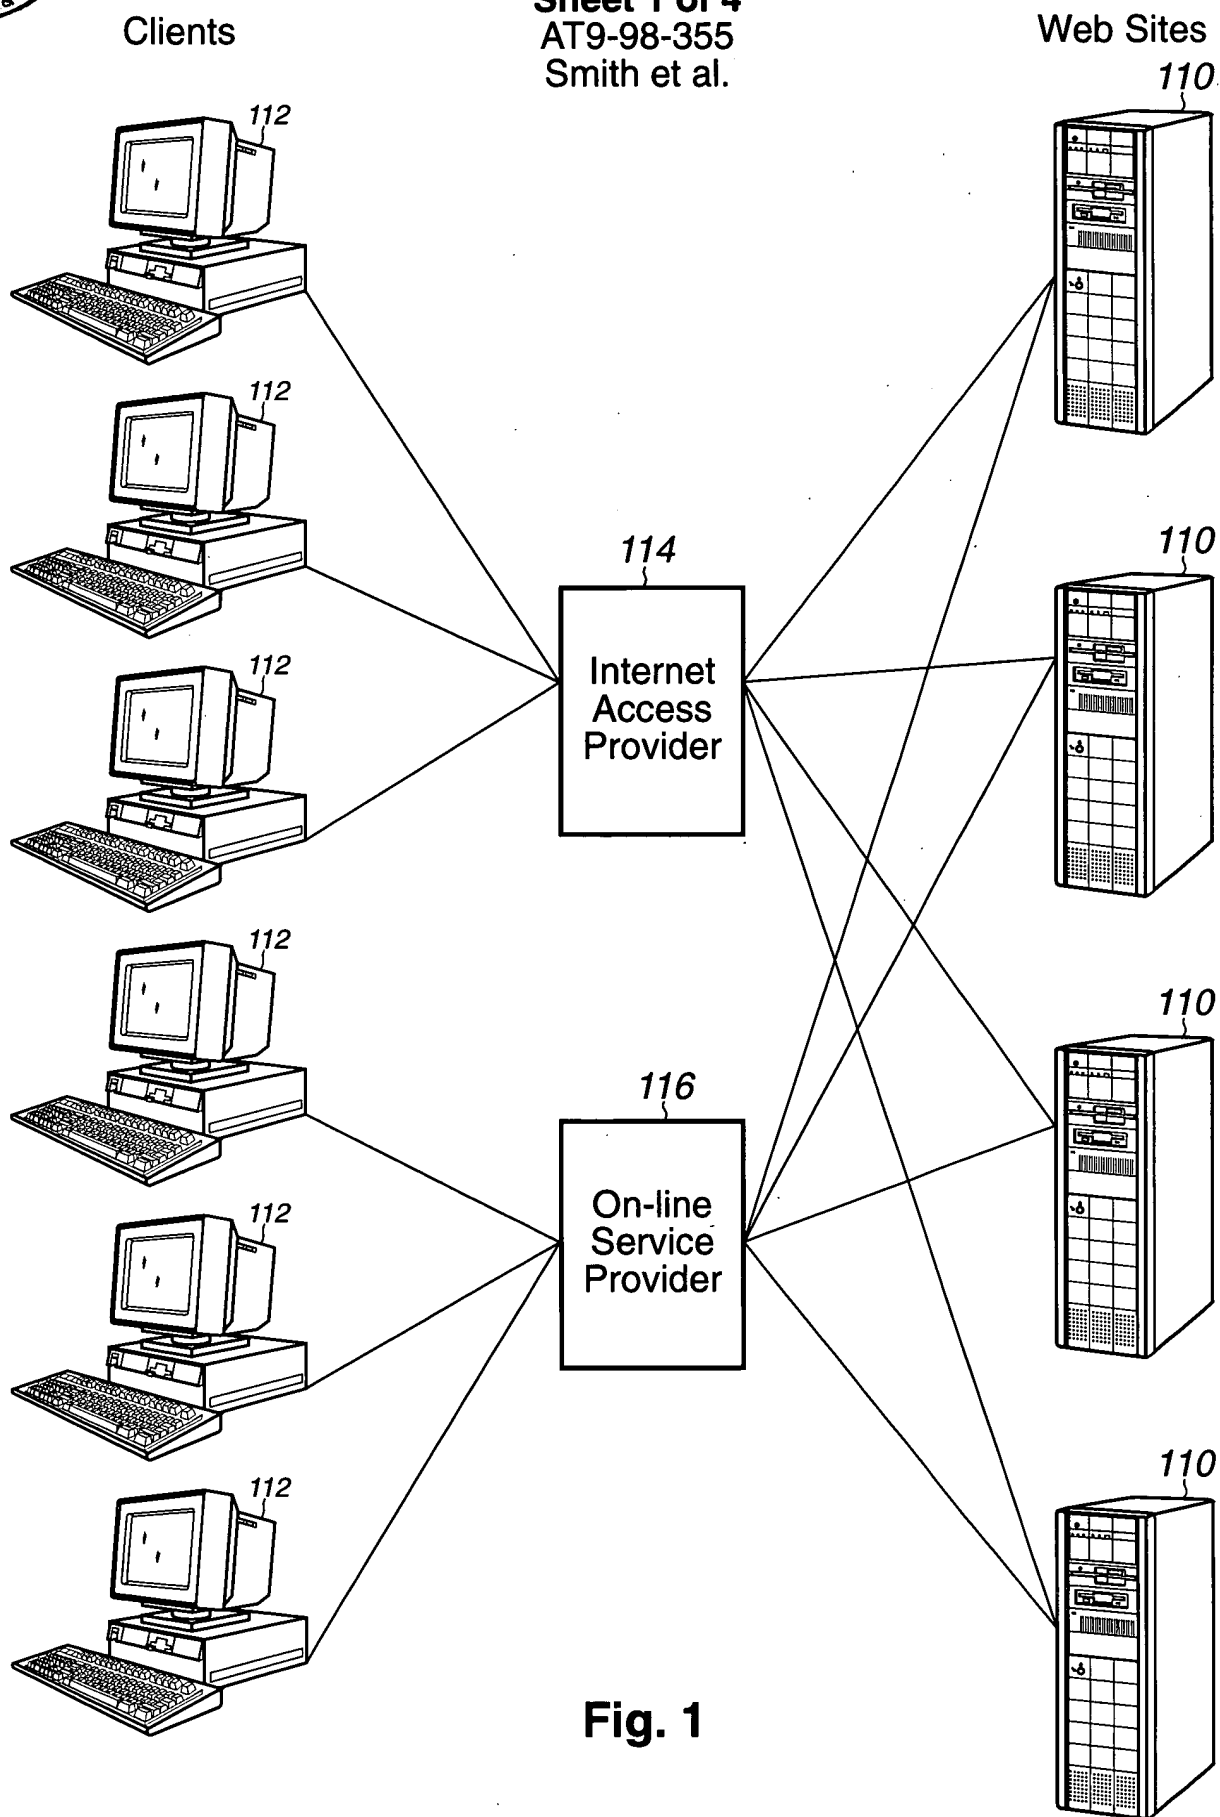 Clients
Sheet 1 of 4
AT9-98-355
Smith et al.
Web Sites
110
112
112
114
110
Internet
Access
Provider
112
112
110
116
On-line
Service
Provider
112
112
110
Fig. 1